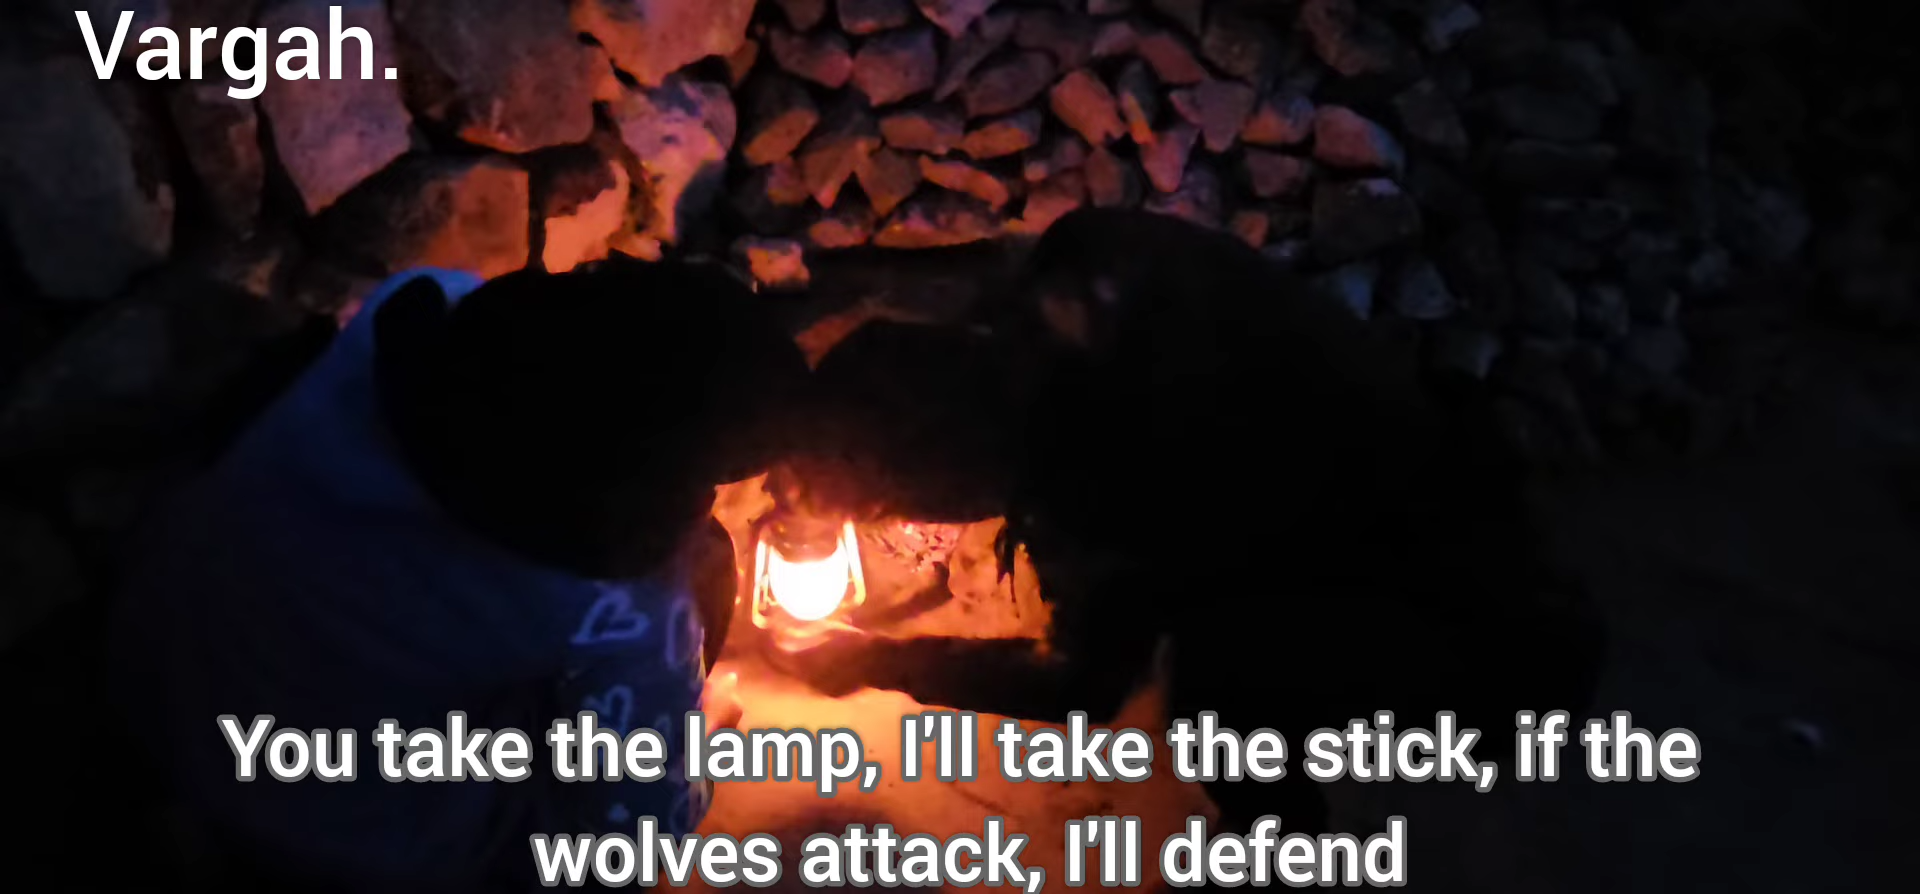 Vargah.
You take the lamp, I'll take the stick, if the
wolves attack, I'll defend